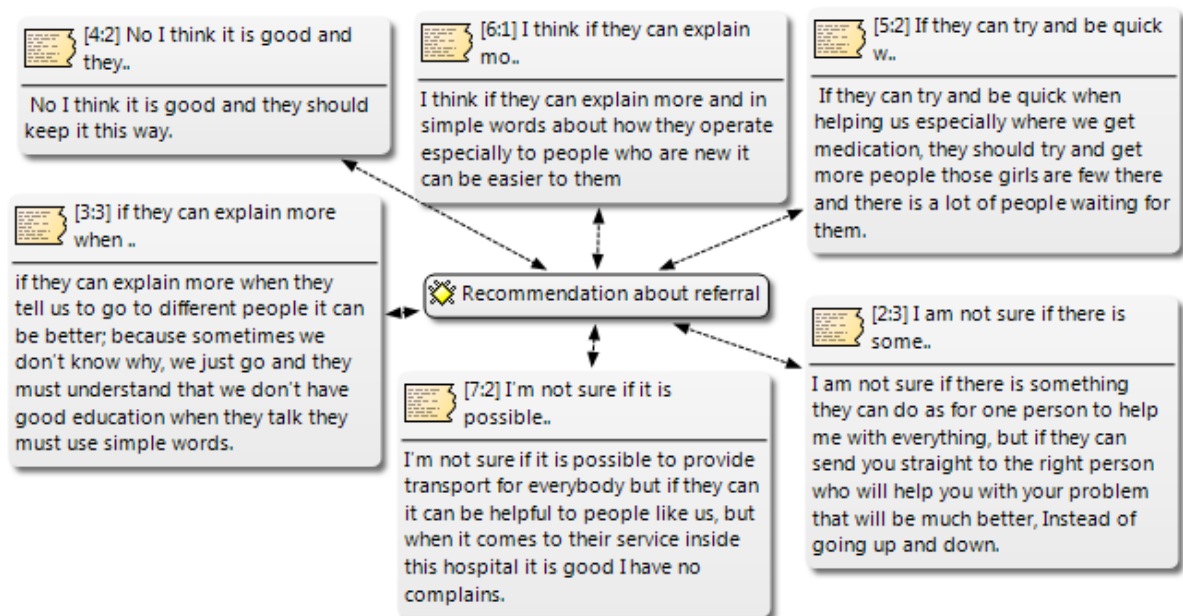 [4:2] No I think it is good and
they..
No I think it is good and they should
keep it this way.
[6:1] I think if they can explain
mo..
I think if they can explain more and in
simple words about how they operate
especially to people who are new it
can be easier to them
[5:2] If they can try and be quick
w..
If they can try and be quick when
helping us especially where we get
medication, they should try and get
more people those girls are few there
and there is a lot of people waiting for
them.
[3:3] if they can explain more
when ..
if they can explain more when they
tell us to go to different people it can
be better; because sometimes we
don't know why, we just go and they
must understand that we don't have
good education when they talk they
must use simple words.
Recommendation about referral
[7:2] I'm not sure if it is
possible..
I'm not sure if it is possible to provide
transport for everybody but if they can
it can be helpful to people like us, but
when it comes to their service inside
this hospital it is good I have no
complains.
[2:3] I am not sure if there is
some..
I am not sure if there is something
they can do as for one person to help
me with everything, but if they can
send you straight to the right person
who will help you with your problem
that will be much better, Instead of
going up and down.